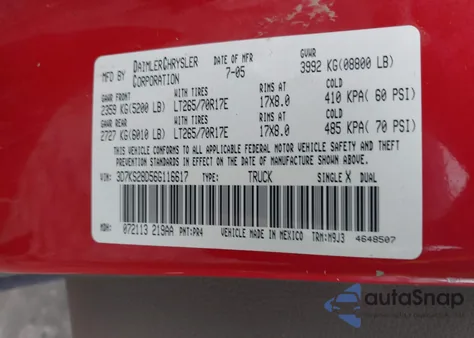 MFD BY DAIMLERCHRYSLER CORPORATION DATE OF MFR 7-05 GVWR 3992 KG(08800 LB)
GAWR FRONT WITH TIRES RIMS AT COLD
2359 KG(5200 LB) LT265/70R17E 17X8.0 410 KPA( 60 PSI)
GAWR REAR WITH TIRES RIMS AT COLD
2727 KG(6010 LB) LT265/70R17E 17X8.0 485 KPA( 70 PSI)
THIS VEHICLE CONFORMS TO ALL APPLICABLE FEDERAL MOTOR VEHICLE SAFETY AND THEFT
PREVENTION STANDARDS IN EFFECT ON THE DATE OF MANUFACTURE SHOWN ABOVE.
VIN: 3D7KS28D56G116617 TYPE: TRUCK SINGLE X DUAL
MDH: 072113 219AA PNT:PR4 VEHICLE MADE IN MEXICO TRM:M9J3 4648507
autoSnap